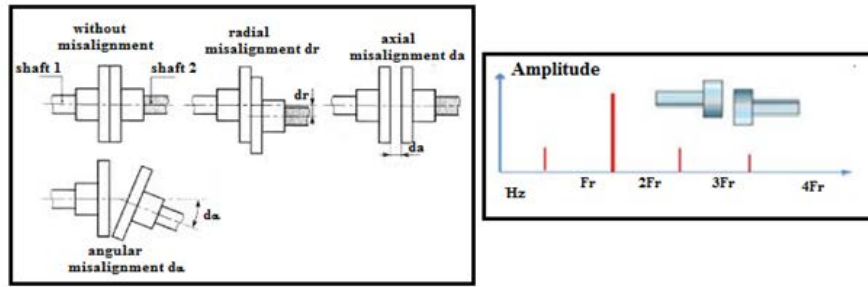 without
misalignment
radial
misalignment dr
axial
misalignment da
shaft 1
shaft 2
dr
da
dα
angular
misalignment dα
Amplitude
Hz
Fr
2Fr
3Fr
4Fr